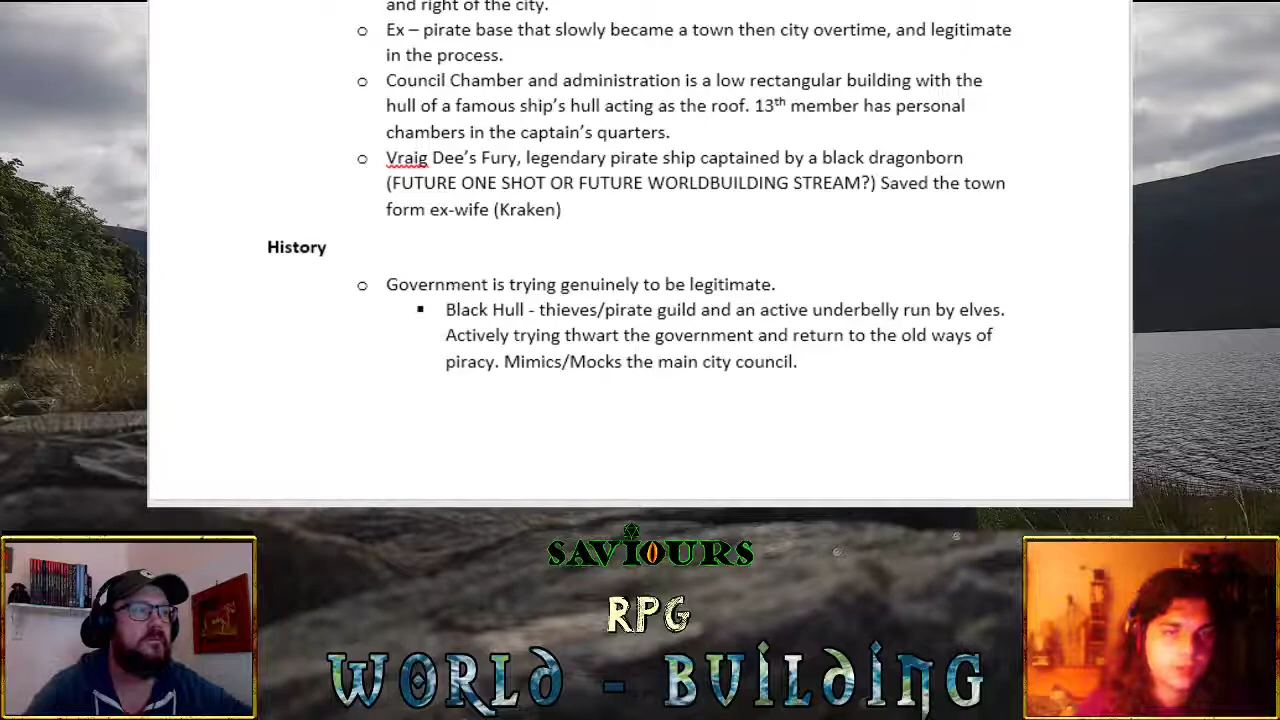 and right of the city.
o Ex – pirate base that slowly became a town then city overtime, and legitimate
in the process.
o Council Chamber and administration is a low rectangular building with the
hull of a famous ship's hull acting as the roof. 13th member has personal
chambers in the captain's quarters.
o Vraig Dee's Fury, legendary pirate ship captained by a black dragonborn
(FUTURE ONE SHOT OR FUTURE WORLDBUILDING STREAM?) Saved the town
form ex-wife (Kraken)
History
o Government is trying genuinely to be legitimate.
▪ Black Hull - thieves/pirate guild and an active underbelly run by elves.
Actively trying thwart the government and return to the old ways of
piracy. Mimics/Mocks the main city council.
SAVIOURS
RPG
WORLD - BUILDING